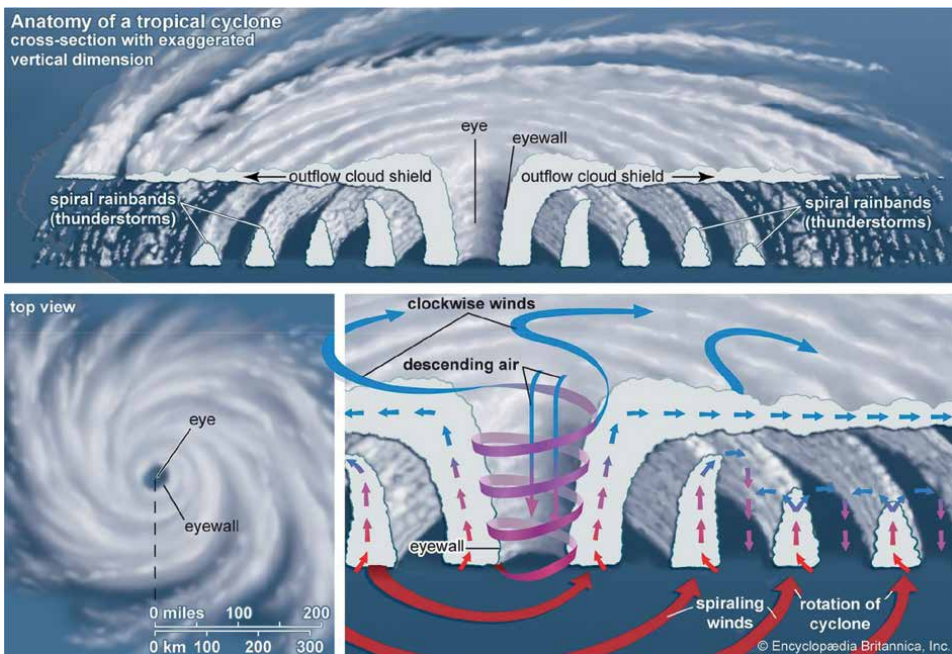 Anatomy of a tropical cyclone
cross-section with exaggerated
vertical dimension
eye
eyewall
outflow cloud shield
outflow cloud shield
spiral rainbands
(thunderstorms)
spiral rainbands
(thunderstorms)
top view
eye
eyewall
0 miles 100 200
0 km 100 200 300
clockwise winds
descending air
eyewall
spiraling
winds
rotation of
cyclone
© Encyclopædia Britannica, Inc.